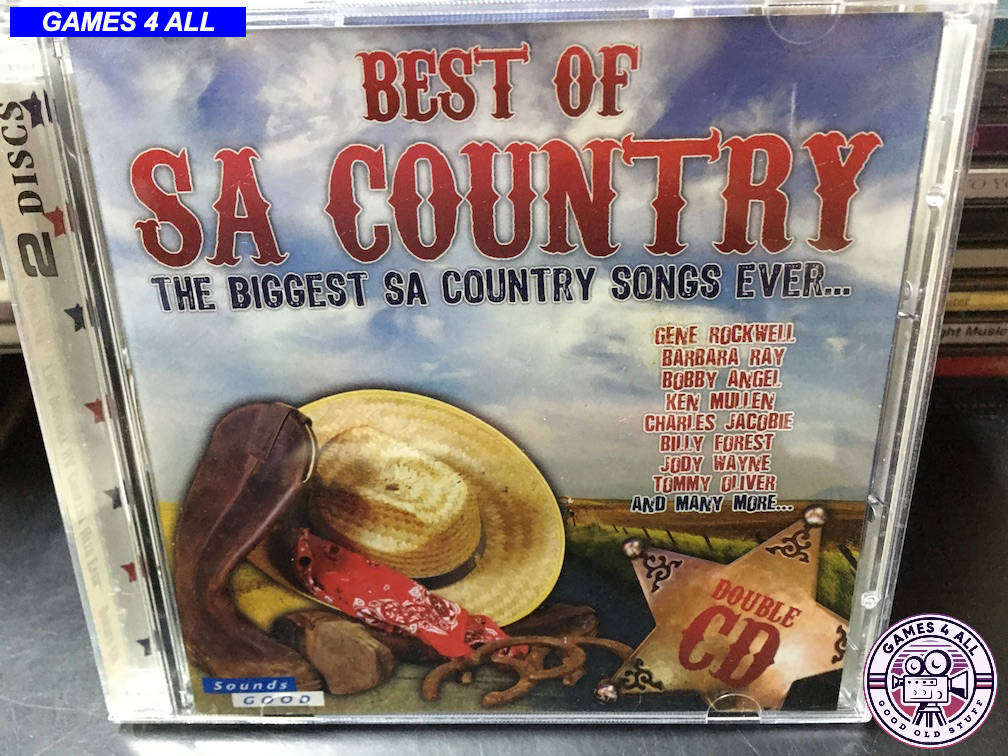 GAMES 4 ALL
BEST OF
SA COUNTRY
THE BIGGEST SA COUNTRY SONGS EVER...
GENE ROCKWELL
BARBARA RAY
BOBBY ANGEL
KEN MULLEN
CHARLES JACOBIE
BILLY FOREST
JODY WAYNE
TOMMY OLIVER
AND MANY MORE...
DOUBLE
CD
Sounds
GOOD
2 DISCS
GAMES 4 ALL
GOOD OLD STUFF